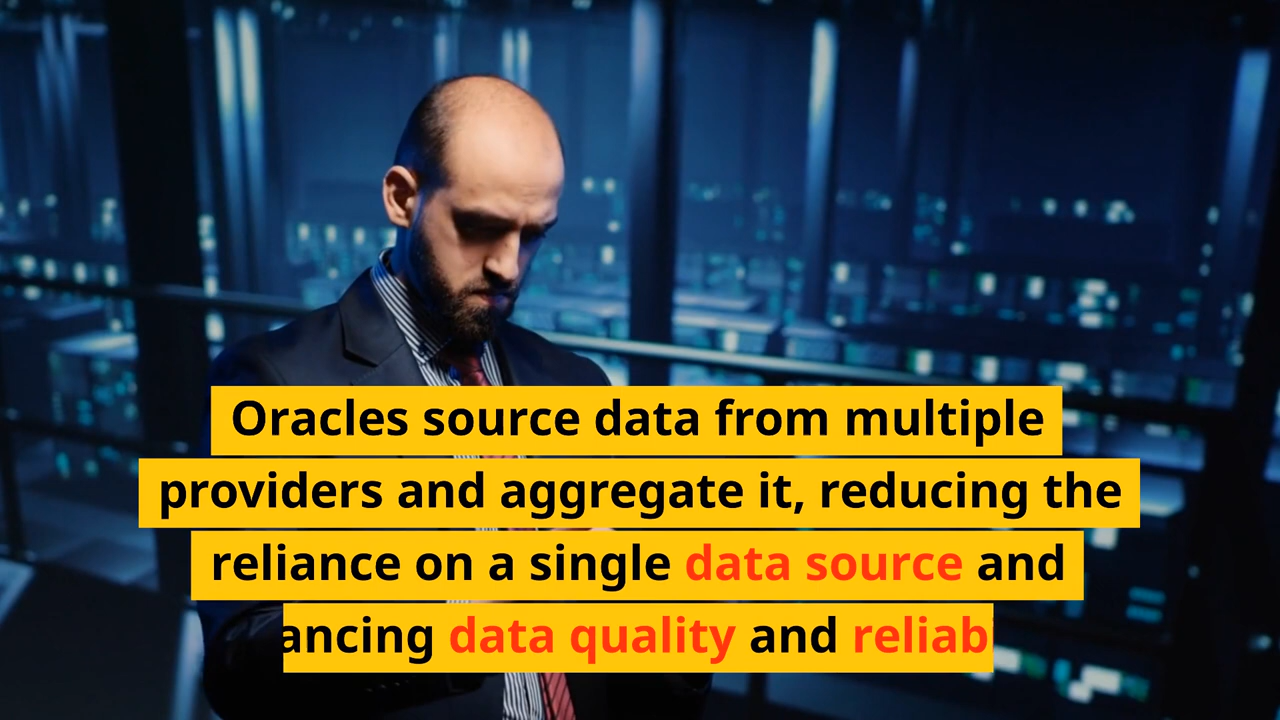 Oracles source data from multiple
providers and aggregate it, reducing the
reliance on a single data source and
ancing data quality and reliab